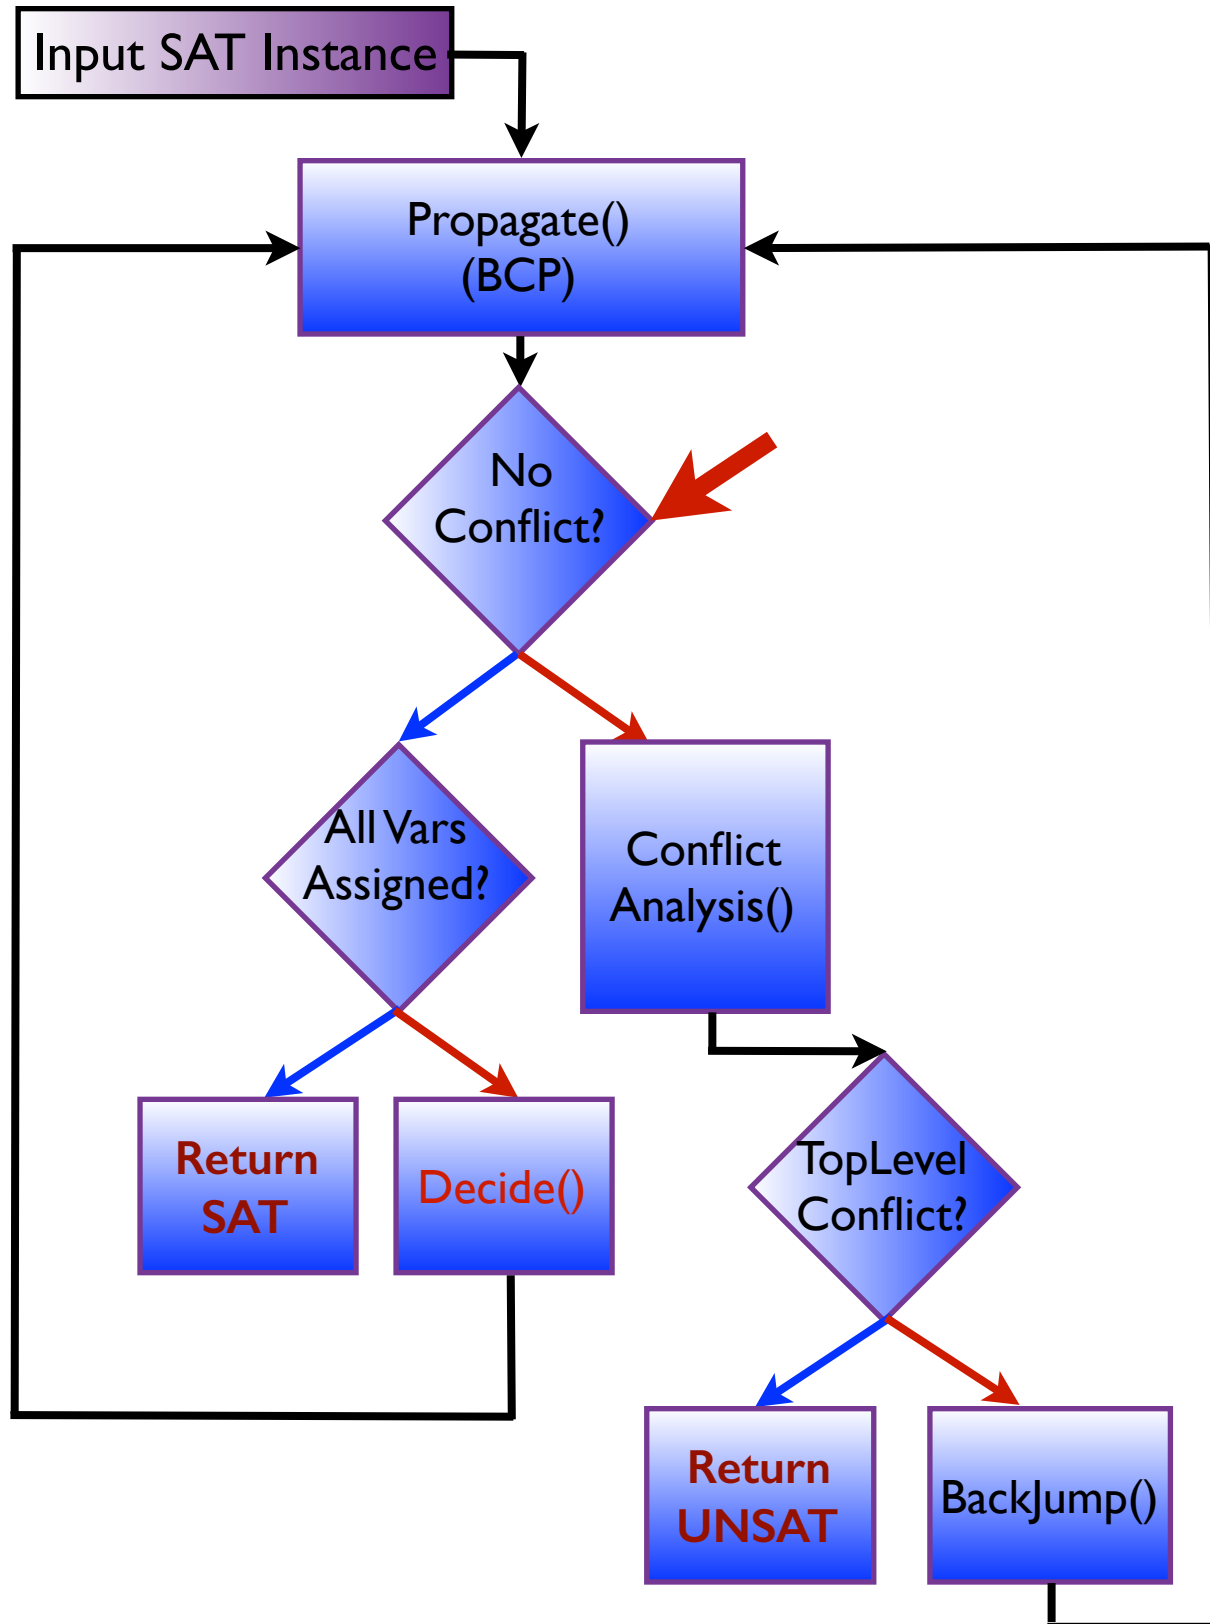 Input SAT Instance
Propagate()
(BCP)
No
Conflict?
All Vars
Assigned?
Conflict
Analysis()
Return
SAT
Decide()
TopLevel
Conflict?
Return
UNSAT
BackJump()